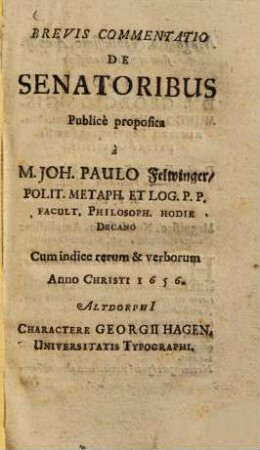 BREVIS COMMENTATIO
DE
SENATORIBUS
Publicè proposita
à
M. JOH. PAULO Felwinger/
POLIT. METAPH. ET LOG. P. P.
FACULT. PHILOSOPH. HODIE
DECANO
Cum indice rerum & verborum
Anno CHRISTI 1656.
ALTDORPHI
CHARACTERE GEORGII HAGEN,
UNIVERSITATIS TYPOGRAPHI.